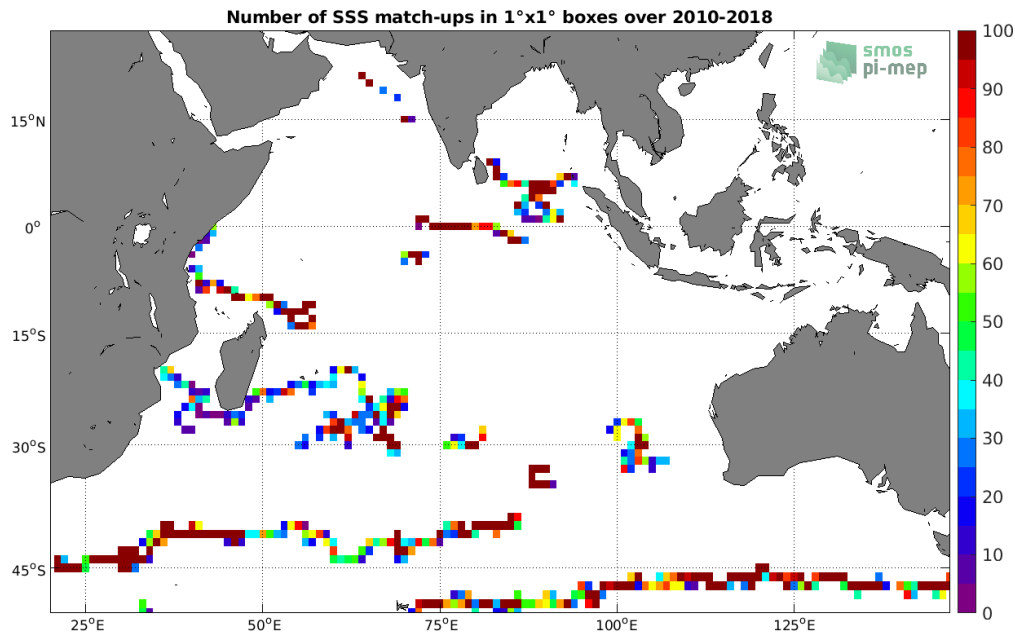 Number of SSS match-ups in 1°x1° boxes over 2010-2018
smos
pi-mep
15°N
0°
15°S
30°S
45°S
25°E
50°E
75°E
100°E
125°E
100
90
80
70
60
50
40
30
20
10
0